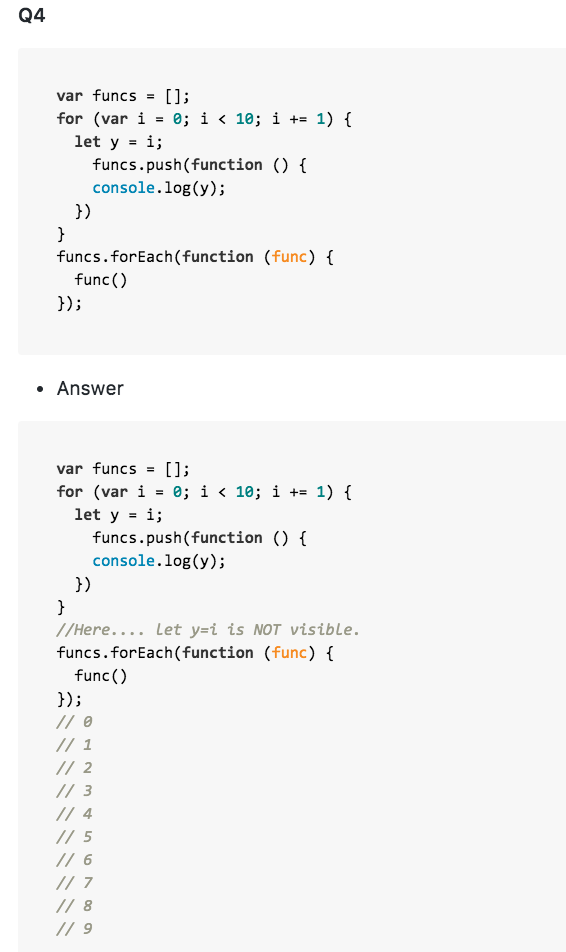 Q4
var funcs = [];
for (var i = 0; i < 10; i += 1) {
  let y = i;
    funcs.push(function () {
    console.log(y);
  })
}
funcs.forEach(function (func) {
  func()
});
• Answer
var funcs = [];
for (var i = 0; i < 10; i += 1) {
  let y = i;
    funcs.push(function () {
    console.log(y);
  })
}
//Here.... let y=i is NOT visible.
funcs.forEach(function (func) {
  func()
});
// 0
// 1
// 2
// 3
// 4
// 5
// 6
// 7
// 8
// 9